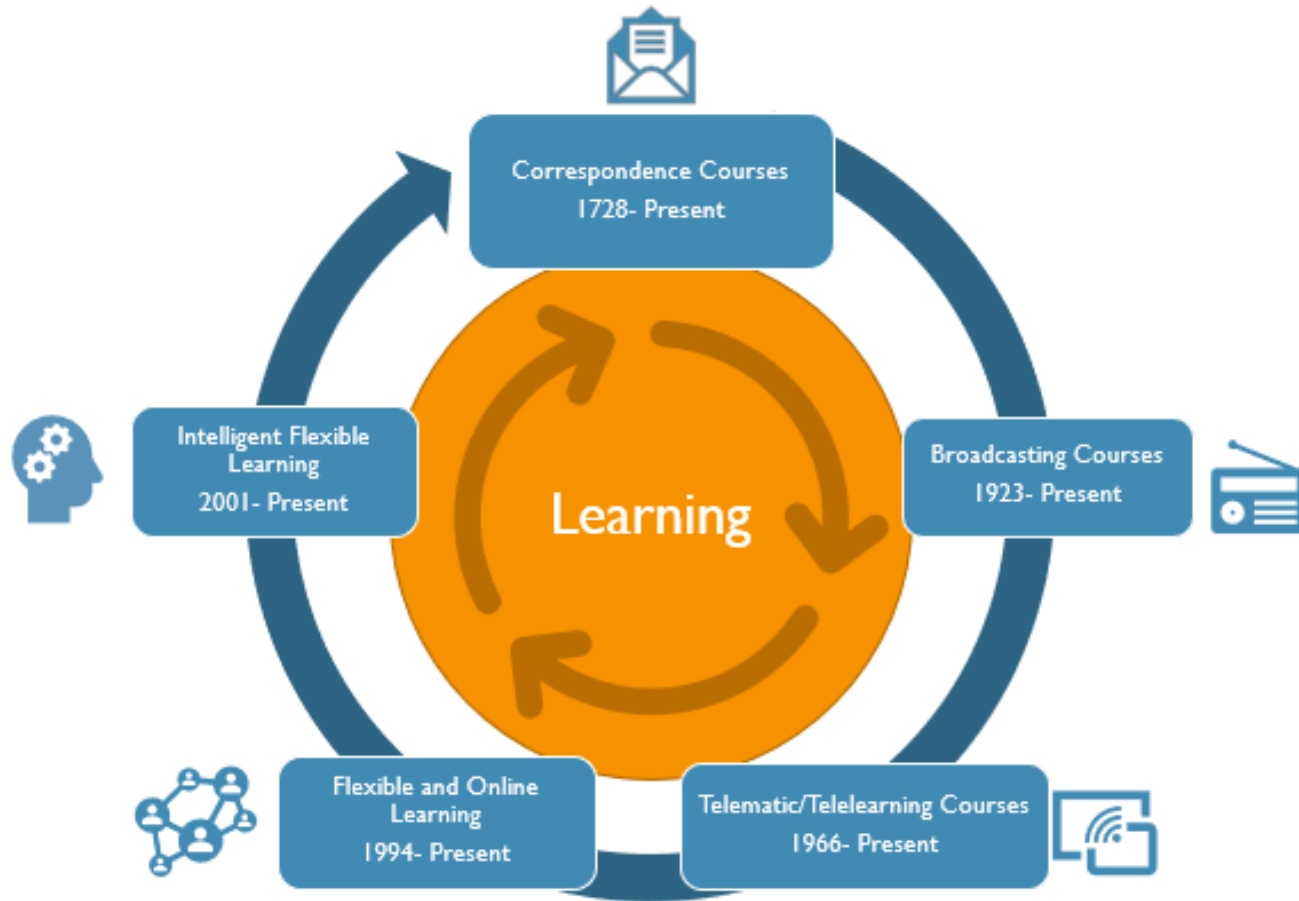 Correspondence Courses
1728- Present
Broadcasting Courses
1923- Present
Telematic/Telelearning Courses
1966- Present
Flexible and Online
Learning
1994- Present
Intelligent Flexible
Learning
2001- Present
Learning